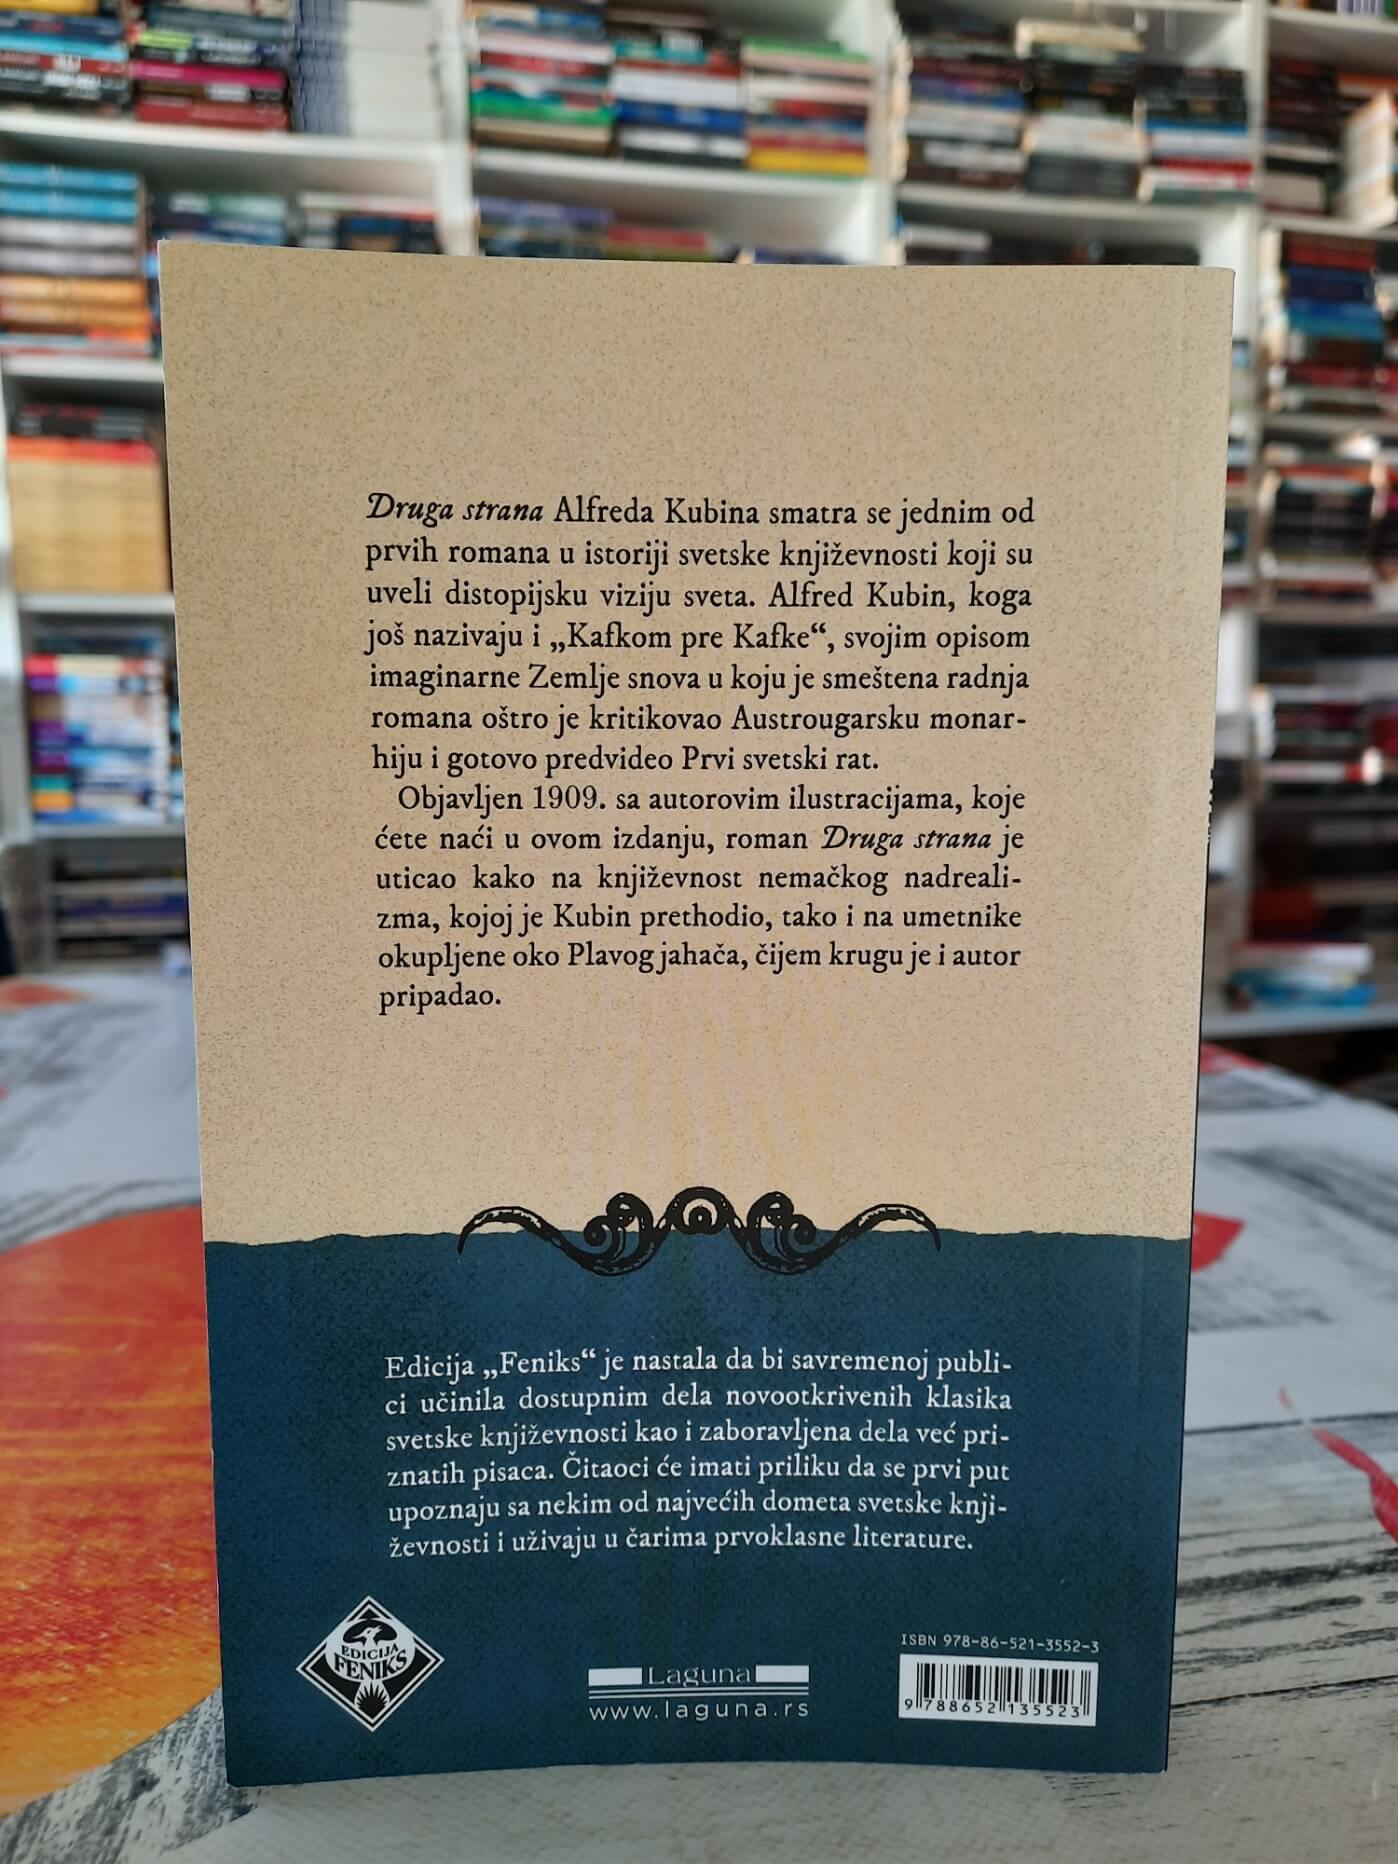 Druga strana Alfreda Kubina smatra se jednim od
prvih romana u istoriji svetske književnosti koji su
uveli distopijsku viziju sveta. Alfred Kubin, koga
još nazivaju i „Kafkom pre Kafke“, svojim opisom
imaginarne Zemlje snova u koju je smeštena radnja
romana oštro je kritikovao Austrougarsku monar-
hiju i gotovo predvideo Prvi svetski rat.
Objavljen 1909. sa autorovim ilustracijama, koje
ćete naći u ovom izdanju, roman Druga strana je
uticao kako na književnost nemačkog nadreali-
zma, kojoj je Kubin prethodio, tako i na umetnike
okupljene oko Plavog jahača, čijem krugu je i autor
pripadao.
Edicija „Feniks“ je nastala da bi savremenoj publi-
ci učinila dostupnim dela novootkrivenih klasika
svetske književnosti kao i zaboravljena dela već pri-
znatih pisaca. Čitaoci će imati priliku da se prvi put
upoznaju sa nekim od najvećih dometa svetske knji-
ževnosti i uživaju u čarima prvoklasne literature.
EDICIJA
FENIKS
Laguna
www.laguna.rs
ISBN 978-86-521-3552-3
9 788652 135523